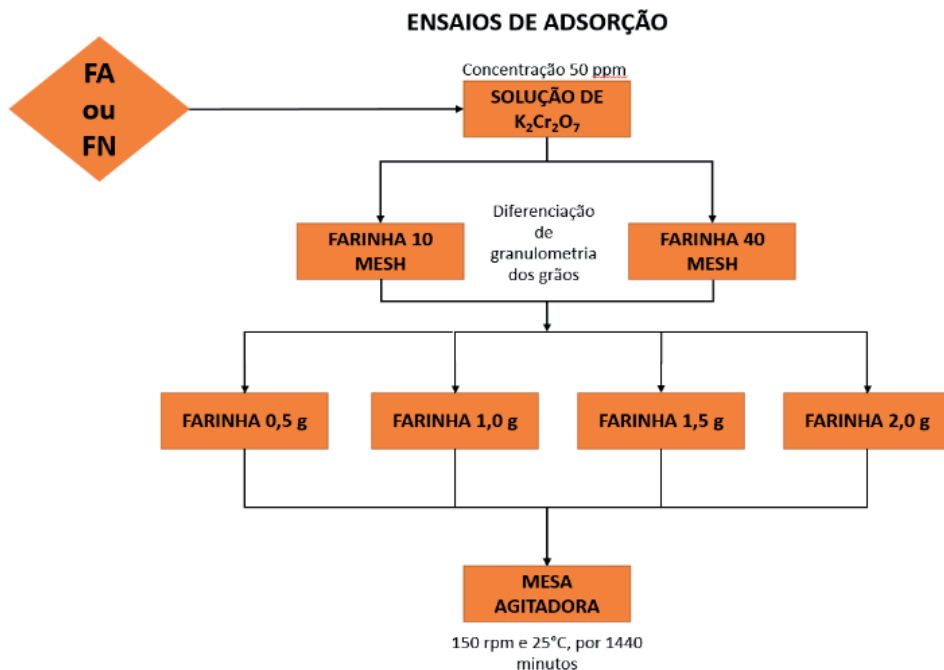 ENSAIOS DE ADSORÇÃO
FA
ou
FN
Concentração 50 ppm
SOLUÇÃO DE
K₂Cr₂O₇
FARINHA 10
MESH
Diferenciação
de
granulometria
dos grãos
FARINHA 40
MESH
FARINHA 0,5 g
FARINHA 1,0 g
FARINHA 1,5 g
FARINHA 2,0 g
MESA
AGITADORA
150 rpm e 25°C, por 1440
minutos